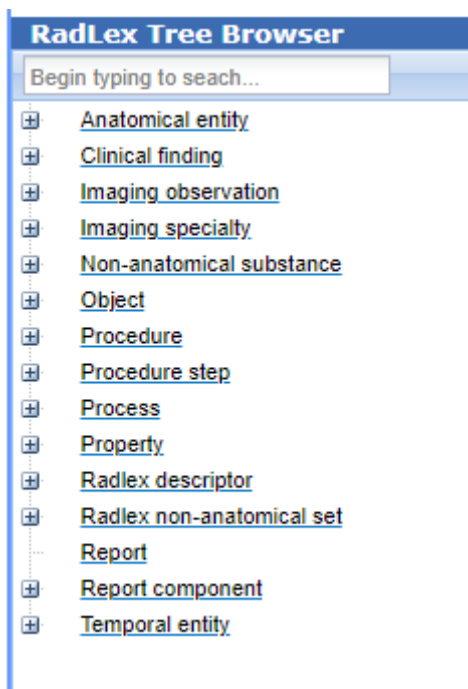 RadLex Tree Browser
Begin typing to seach...
Anatomical entity
Clinical finding
Imaging observation
Imaging specialty
Non-anatomical substance
Object
Procedure
Procedure step
Process
Property
Radlex descriptor
Radlex non-anatomical set
Report
Report component
Temporal entity